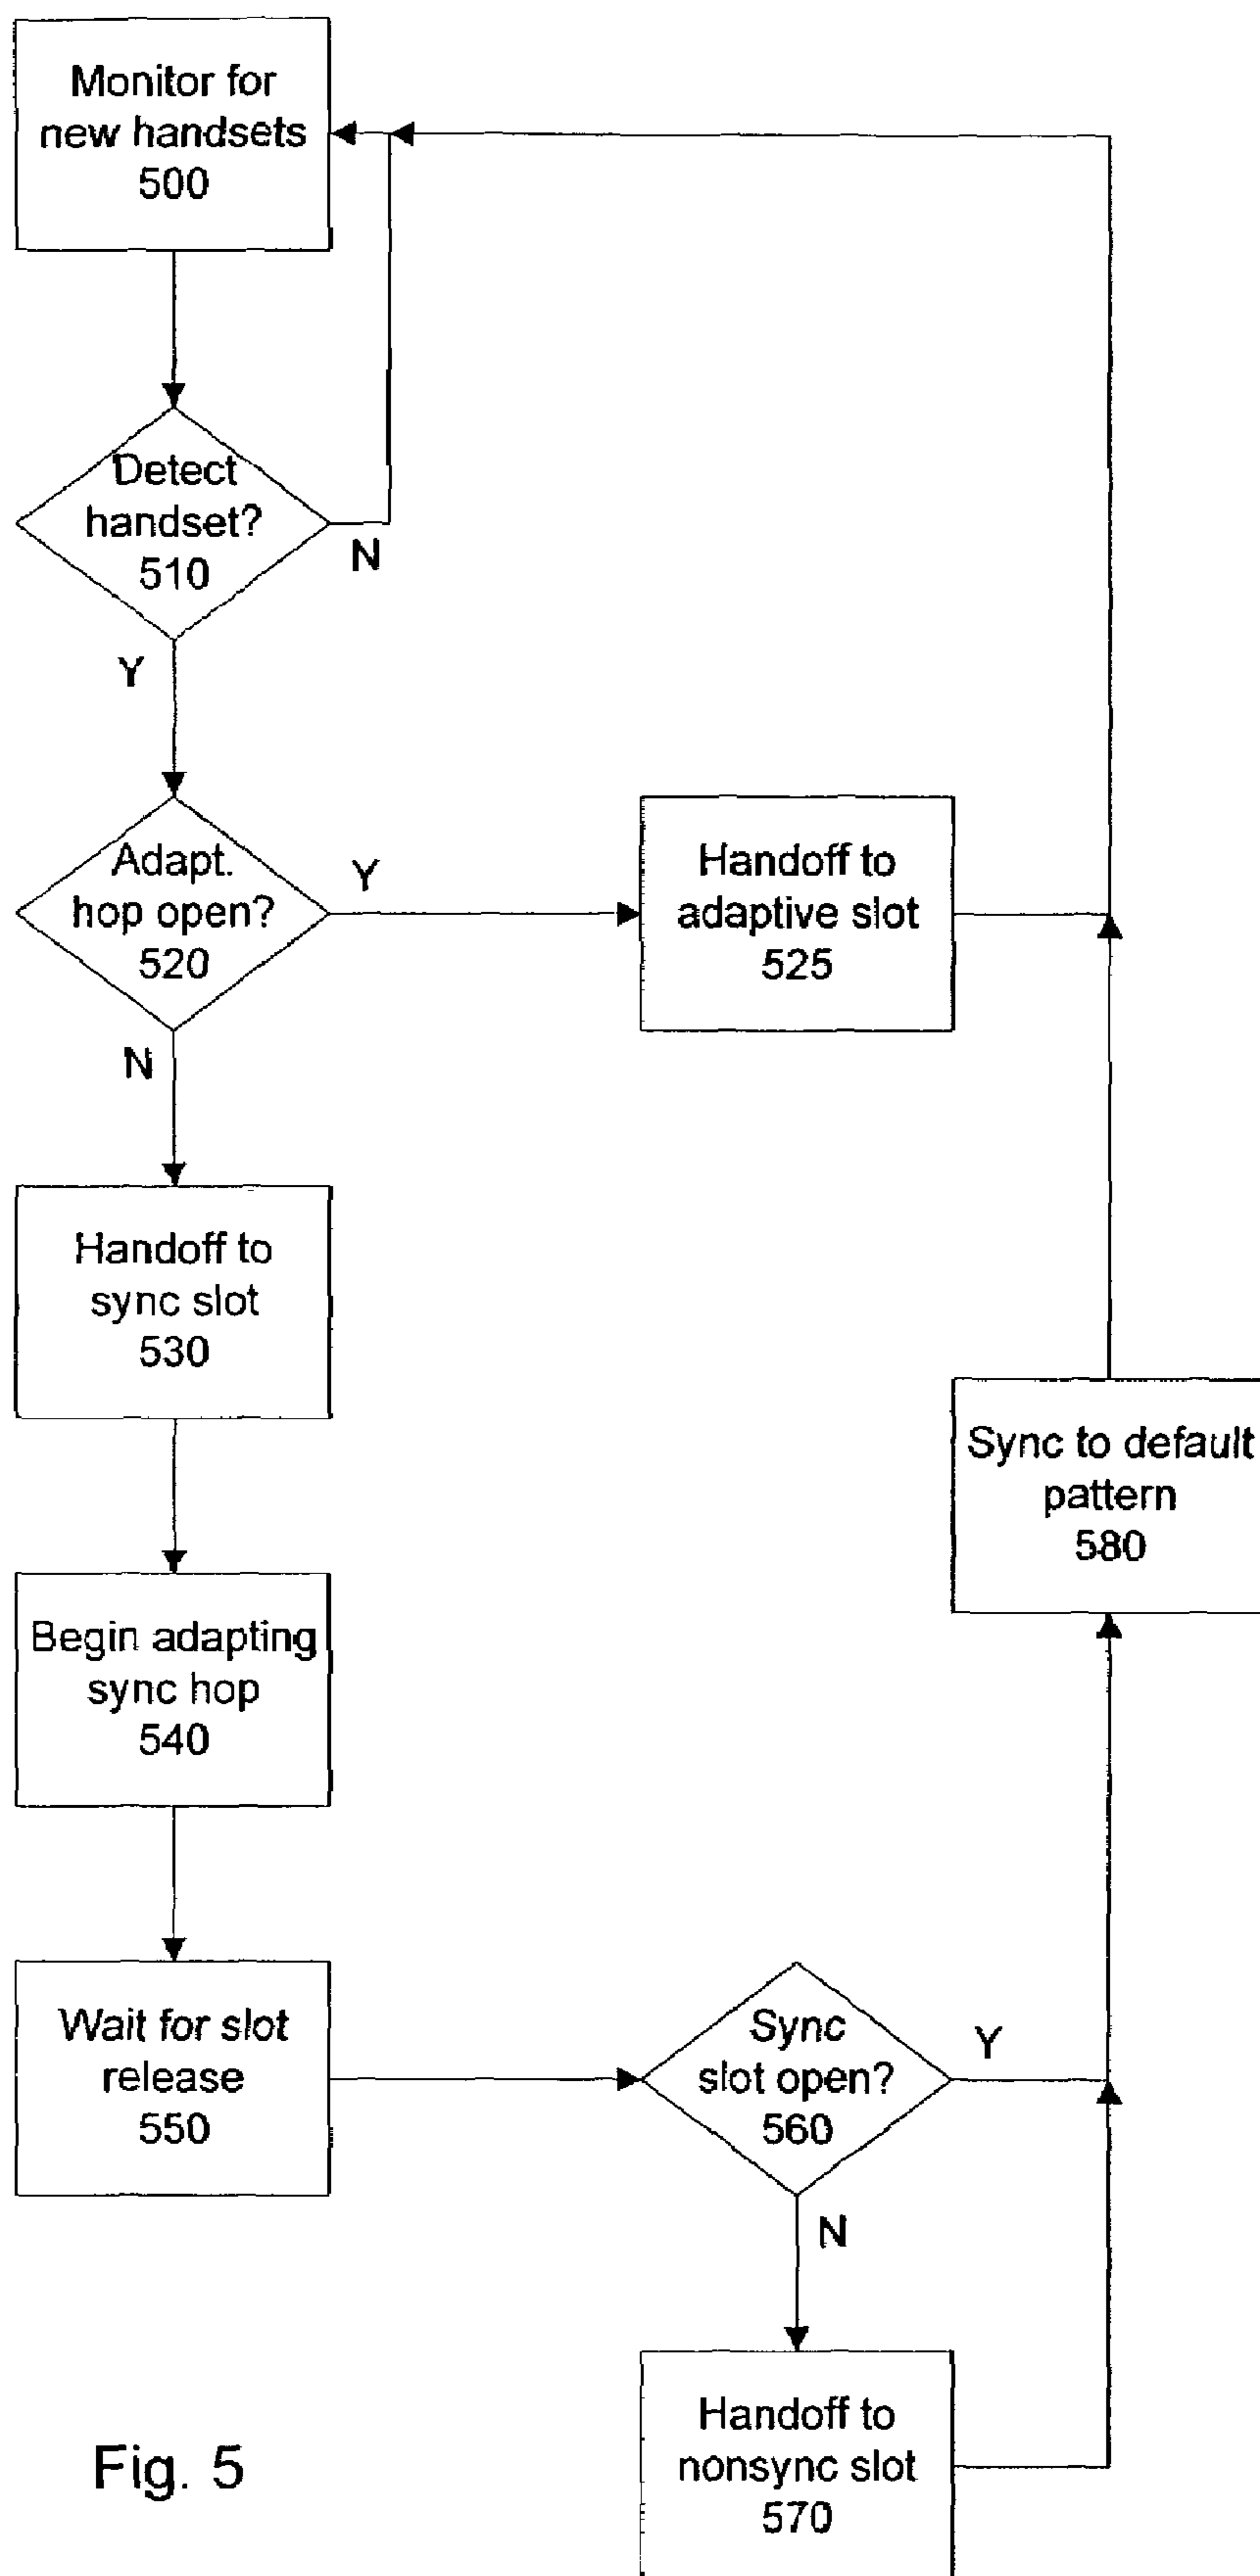 Monitor for
new handsets
500
Detect
handset?
510
N
Y
Adapt.
hop open?
520
Y
Handoff to
adaptive slot
525
N
Handoff to
sync slot
530
Sync to default
pattern
580
Begin adapting
sync hop
540
Wait for slot
release
550
Sync
slot open?
560
Y
N
Handoff to
nonsync slot
570
Fig. 5